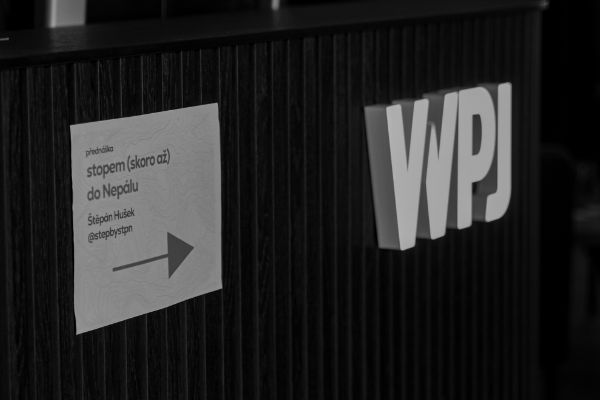 přednáška
stopem (skoro až)
do Nepálu
Štěpán Hušek
@stepbystpn
WPJ